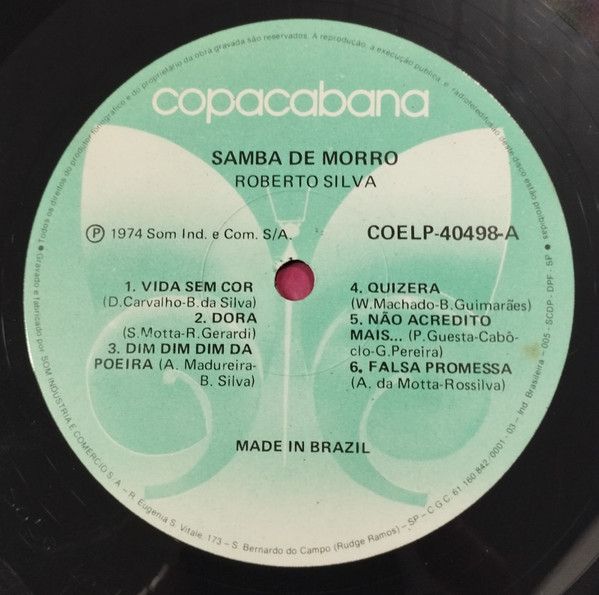 copacabana
SAMBA DE MORRO
ROBERTO SILVA
Ⓟ 1974 Som Ind. e Com. S/A.
COELP-40498-A
1. VIDA SEM COR
(D.Carvalho-B.da Silva)
2. DORA
(S.Motta-R.Gerardi)
3. DIM DIM DIM DA
POEIRA (A. Madureira-
B. Silva)
4. QUIZERA
(W.Machado-B.Guimarães)
5. NÃO ACREDITO
MAIS... (P.Guesta-Cabô-
clo-G.Pereira)
6. FALSA PROMESSA
(A. da Motta-Rossilva)
MADE IN BRAZIL
● Todos os direitos do produtor fonográfico e do proprietário da obra gravada são reservados. A reprodução, a execução pública e radioteledifusão deste disco estão proibidas ●
● Gravado e fabricado por SOM INDUSTRIA E COMERCIO S/A – R. Eugenia S. Vitale, 173 – S. Bernardo do Campo (Rudge Ramos) – SP – C G C. 61.160.842/0001-03 – Ind. Brasileira – 005 - SCDP - DPF - SP ●